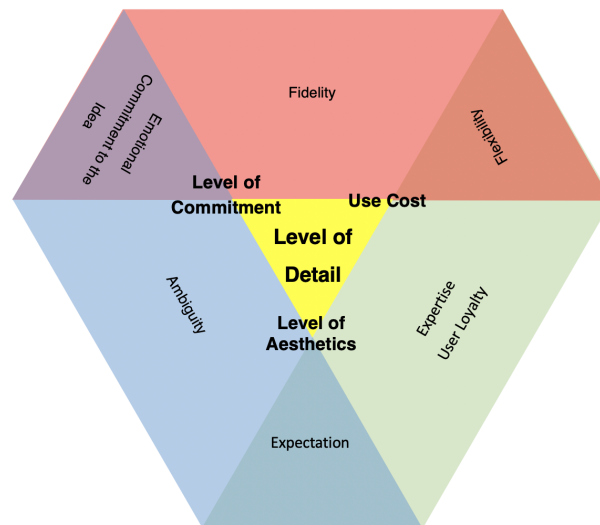 Fidelity
Emotional
Commitment to the
Idea
Flexibility
Level of
Commitment
Use Cost
Level of
Detail
Ambiguity
Expertise
User Loyalty
Level of
Aesthetics
Expectation